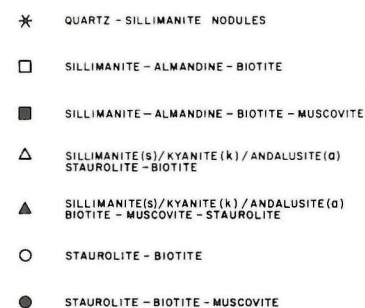 QUARTZ - SILLIMANITE NODULES
SILLIMANITE - ALMANDINE - BIOTITE
SILLIMANITE - ALMANDINE - BIOTITE - MUSCOVITE
SILLIMANITE(s)/KYANITE(k)/ANDALUSITE(a)
STAUROLITE - BIOTITE
SILLIMANITE(s)/KYANITE(k)/ANDALUSITE(a)
BIOTITE - MUSCOVITE - STAUROLITE
STAUROLITE - BIOTITE
STAUROLITE - BIOTITE - MUSCOVITE